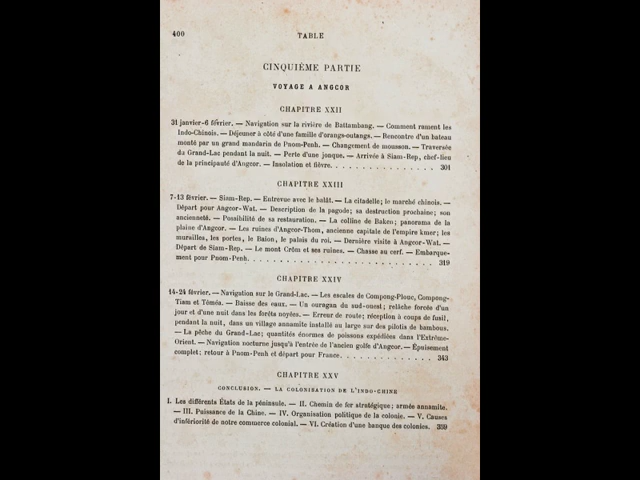 400
TABLE
CINQUIÈME PARTIE
VOYAGE A ANGCOR
CHAPITRE XXII
31 janvier-6 février. — Navigation sur la rivière de Battambang. — Comment rament les
Indo-Chinois. — Déjeuner à côté d'une famille d'orangs-outangs. — Rencontre d'un bateau
monté par un grand mandarin de Pnom-Penh. — Changement de mousson. — Traversée
du Grand-Lac pendant la nuit. — Perte d'une jonque. — Arrivée à Siam-Rep, chef-lieu
de la principauté d'Angcor. — Insolation et fièvre. . . . . . . . . . . . . 301
CHAPITRE XXIII
7-13 février. — Siam-Rep. — Entrevue avec le balât. — La citadelle; le marché chinois. —
Départ pour Angcor-Wat. — Description de la pagode; sa destruction prochaine; son
ancienneté. — Possibilité de sa restauration. — La colline de Bakeu; panorama de la
plaine d'Angcor. — Les ruines d'Angcor-Thom, ancienne capitale de l'empire kmer; les
murailles, les portes, le Baïon, le palais du roi. — Dernière visite à Angcor-Wat. —
Départ de Siam-Rep. — Le mont Crôm et ses ruines. — Chasse au cerf. — Embarque-
ment pour Pnom-Penh. . . . . . . . . . . . . . . . . . . . . . 319
CHAPITRE XXIV
14-24 février. — Navigation sur le Grand-Lac. — Les escales de Compong-Plouc, Compong-
Tiam et Téméa. — Baisse des eaux. — Un ouragan du sud-ouest; relâche forcée d'un
jour et d'une nuit dans les forêts noyées. — Erreur de route; réception à coups de fusil,
pendant la nuit, dans un village annamite installé au large sur des pilotis de bambous.
— La pêche du Grand-Lac; quantités énormes de poissons expédiées dans l'Extrême-
Orient. — Navigation nocturne jusqu'à l'entrée de l'ancien golfe d'Angcor. — Épuisement
complet; retour à Pnom-Penh et départ pour France. . . . . . . . . . . . 343
CHAPITRE XXV
CONCLUSION. — LA COLONISATION DE L'INDO-CHINE
I. Les différents États de la péninsule. — II. Chemin de fer stratégique; armée annamite.
— III. Puissance de la Chine. — IV. Organisation politique de la colonie. — V. Causes
d'infériorité de notre commerce colonial. — VI. Création d'une banque des colonies. 359